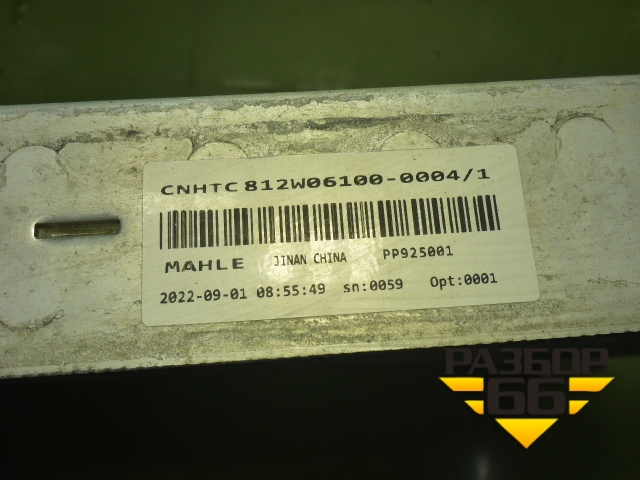 CNHTC 812W06100-0004/1
MAHLE JINAN CHINA PP925001
2022-09-01 08:55:49 sn:0059 Opt:0001
РАЗБОР
66